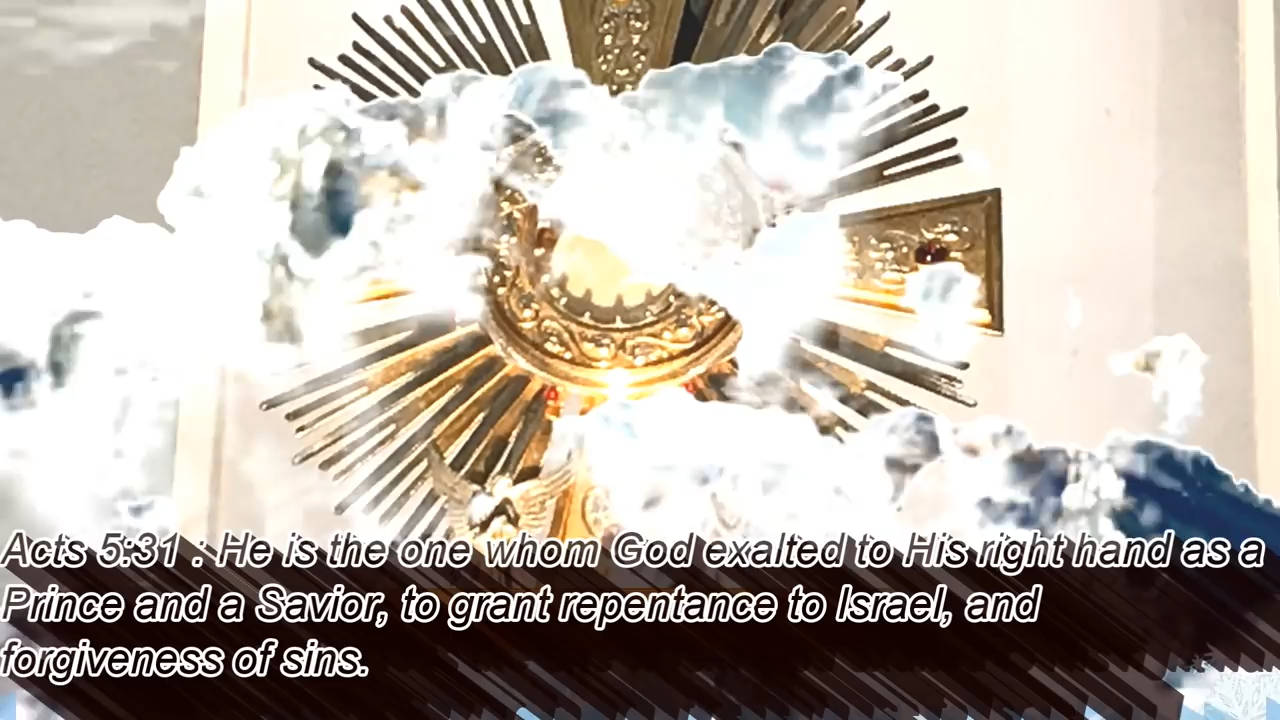 Acts 5:31 : He is the one whom God exalted to His right hand as a
Prince and a Savior, to grant repentance to Israel, and
forgiveness of sins.